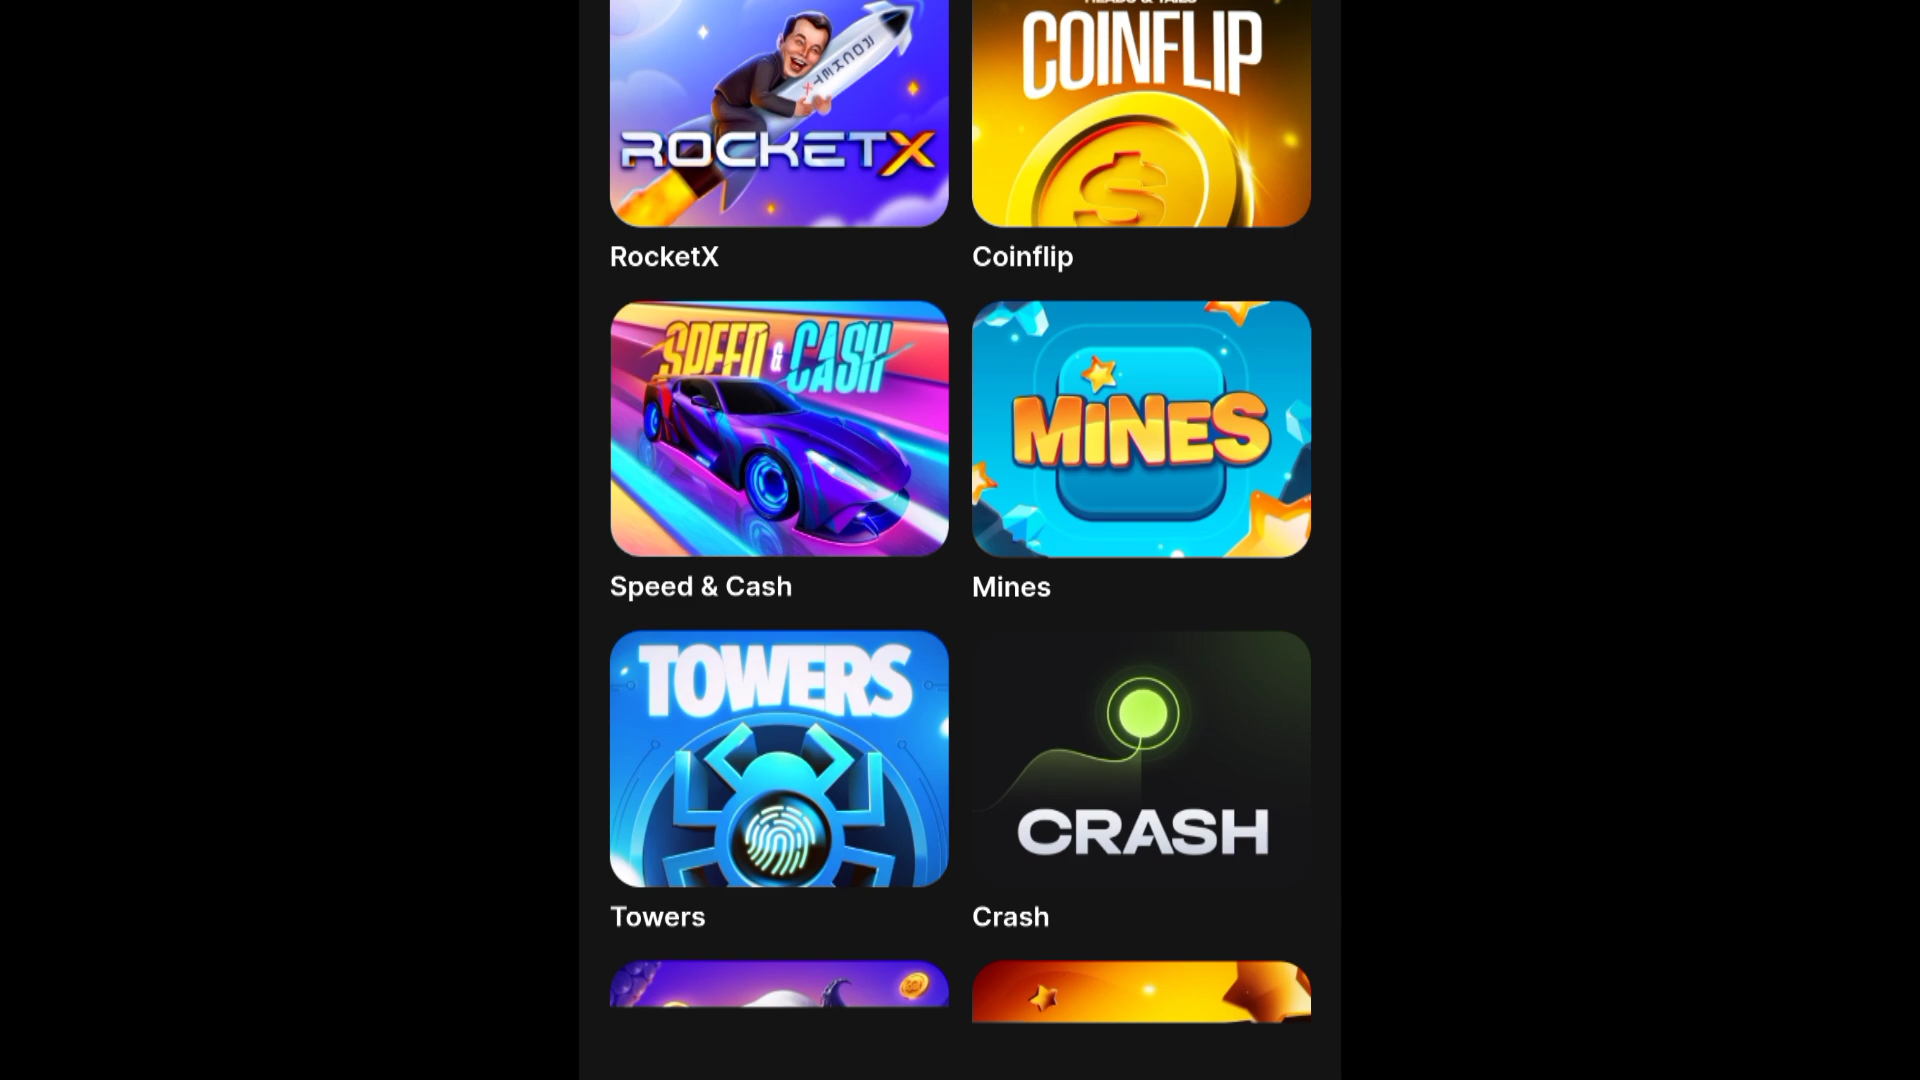 ROCKETX
COINFLIP
RocketX
Coinflip
SPEED & CASH
MINES
Speed & Cash
Mines
TOWERS
CRASH
Towers
Crash